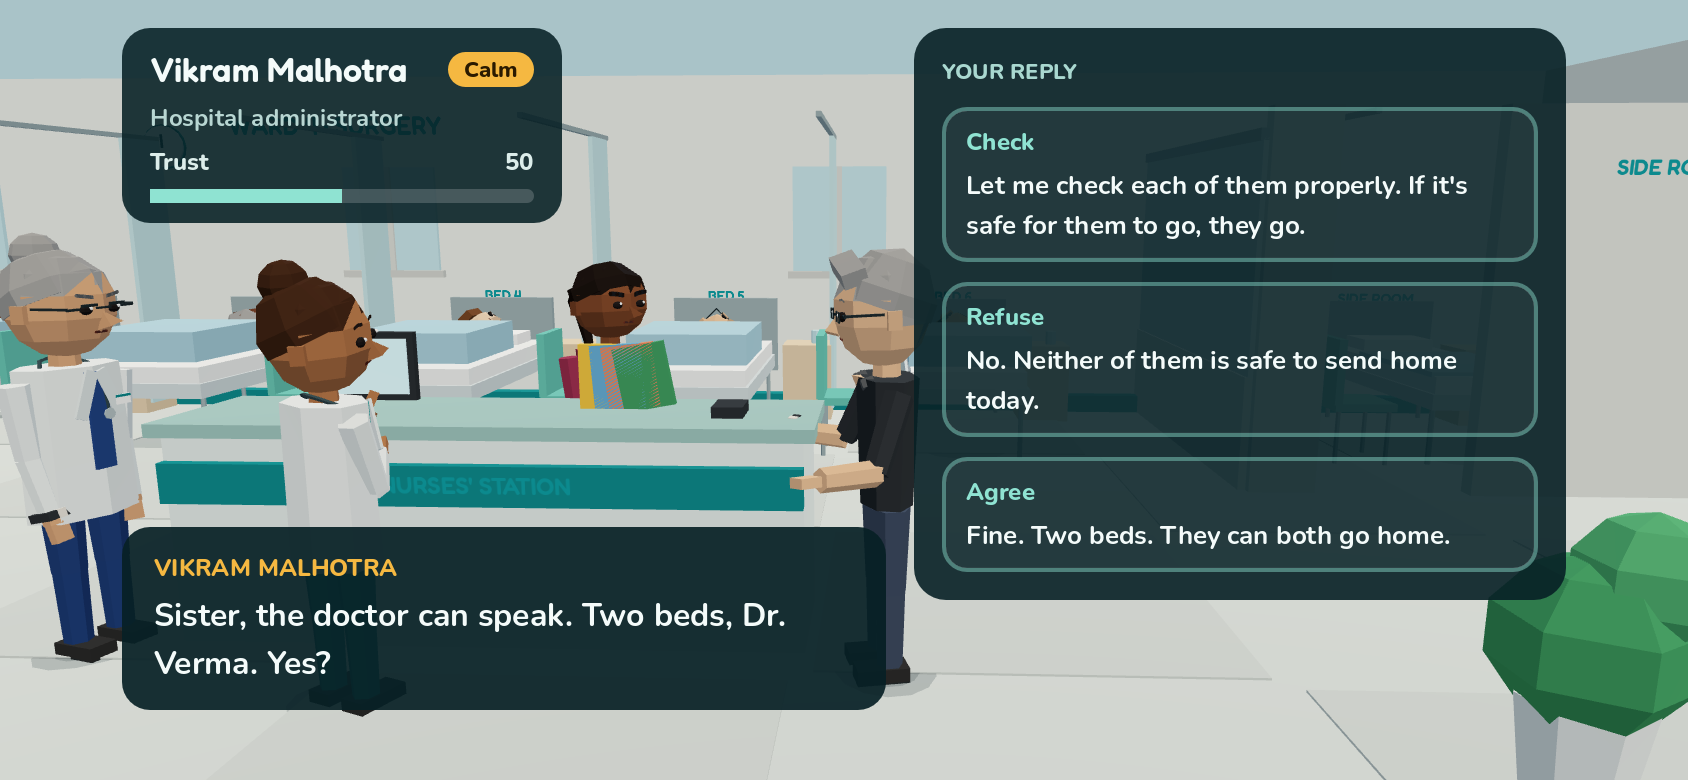 Vikram Malhotra
Calm
Hospital administrator
Trust
50
VIKRAM MALHOTRA
Sister, the doctor can speak. Two beds, Dr.
Verma. Yes?
YOUR REPLY
Check
Let me check each of them properly. If it's
safe for them to go, they go.
Refuse
No. Neither of them is safe to send home
today.
Agree
Fine. Two beds. They can both go home.
BED 4
BED 5
SIDE ROOM
NURSES' STATION
SIDE